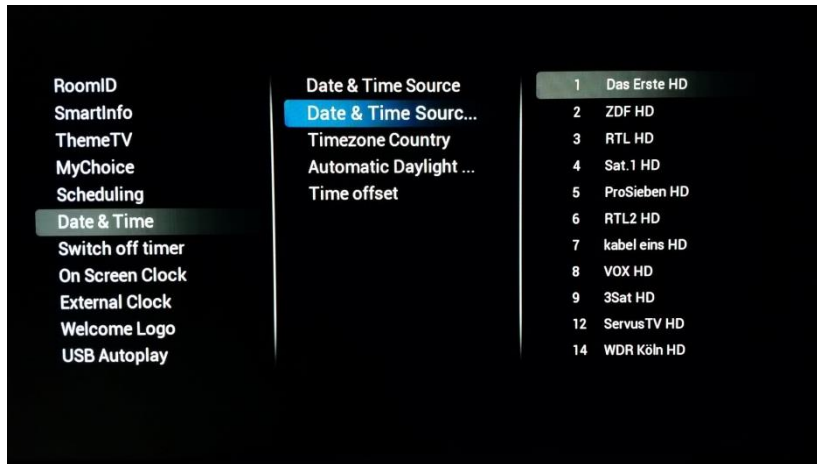 RoomID
SmartInfo
ThemeTV
MyChoice
Scheduling
Date & Time
Switch off timer
On Screen Clock
External Clock
Welcome Logo
USB Autoplay
Date & Time Source
Date & Time Sourc...
Timezone Country
Automatic Daylight ...
Time offset
1 Das Erste HD
2 ZDF HD
3 RTL HD
4 Sat.1 HD
5 ProSieben HD
6 RTL2 HD
7 kabel eins HD
8 VOX HD
9 3Sat HD
12 ServusTV HD
14 WDR Köln HD